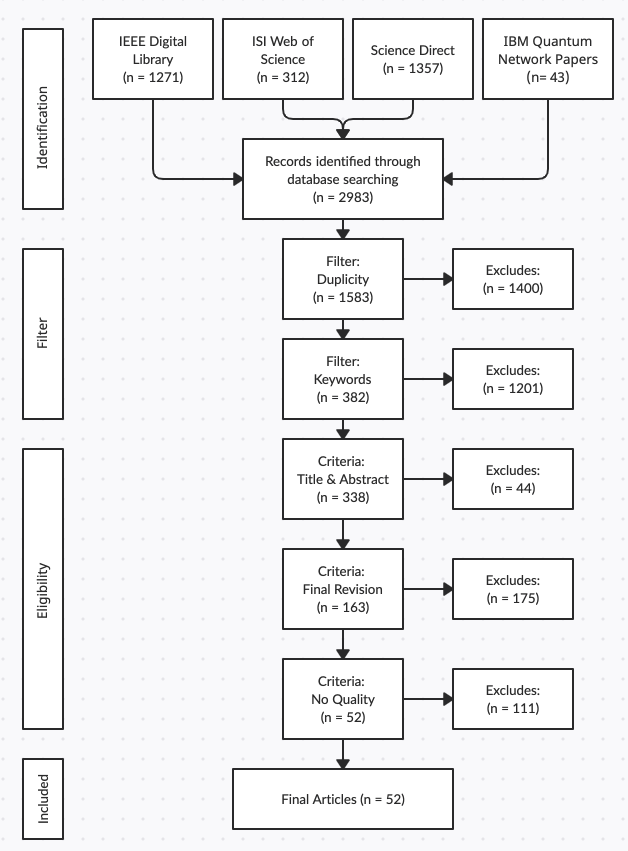 Identification
IEEE Digital
Library
(n = 1271)
ISI Web of
Science
(n = 312)
Science Direct
(n = 1357)
IBM Quantum
Network Papers
(n= 43)
Records identified through
database searching
(n = 2983)
Filter
Filter:
Duplicity
(n = 1583)
Excludes:
(n = 1400)
Filter:
Keywords
(n = 382)
Excludes:
(n = 1201)
Eligibility
Criteria:
Title & Abstract
(n = 338)
Excludes:
(n = 44)
Criteria:
Final Revision
(n = 163)
Excludes:
(n = 175)
Criteria:
No Quality
(n = 52)
Excludes:
(n = 111)
Included
Final Articles (n = 52)